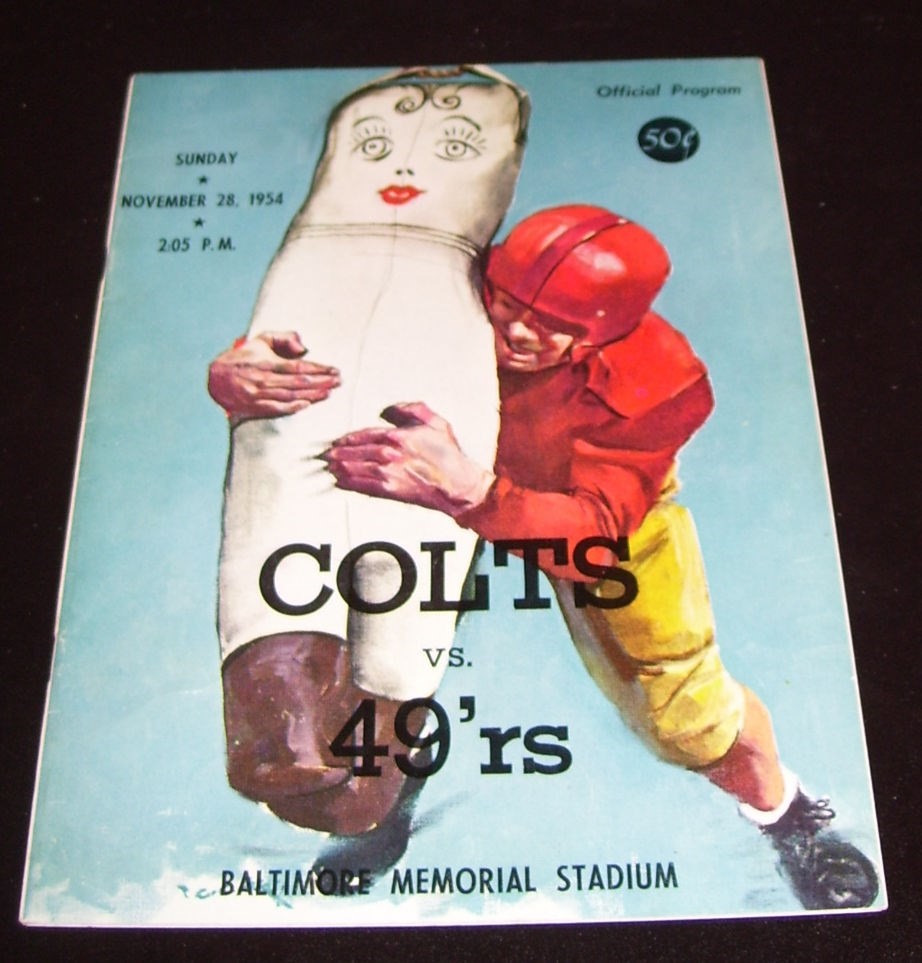 Official Program
50¢
SUNDAY
★
NOVEMBER 28, 1954
★
2:05 P.M.
COLTS
vs.
49'rs
BALTIMORE MEMORIAL STADIUM